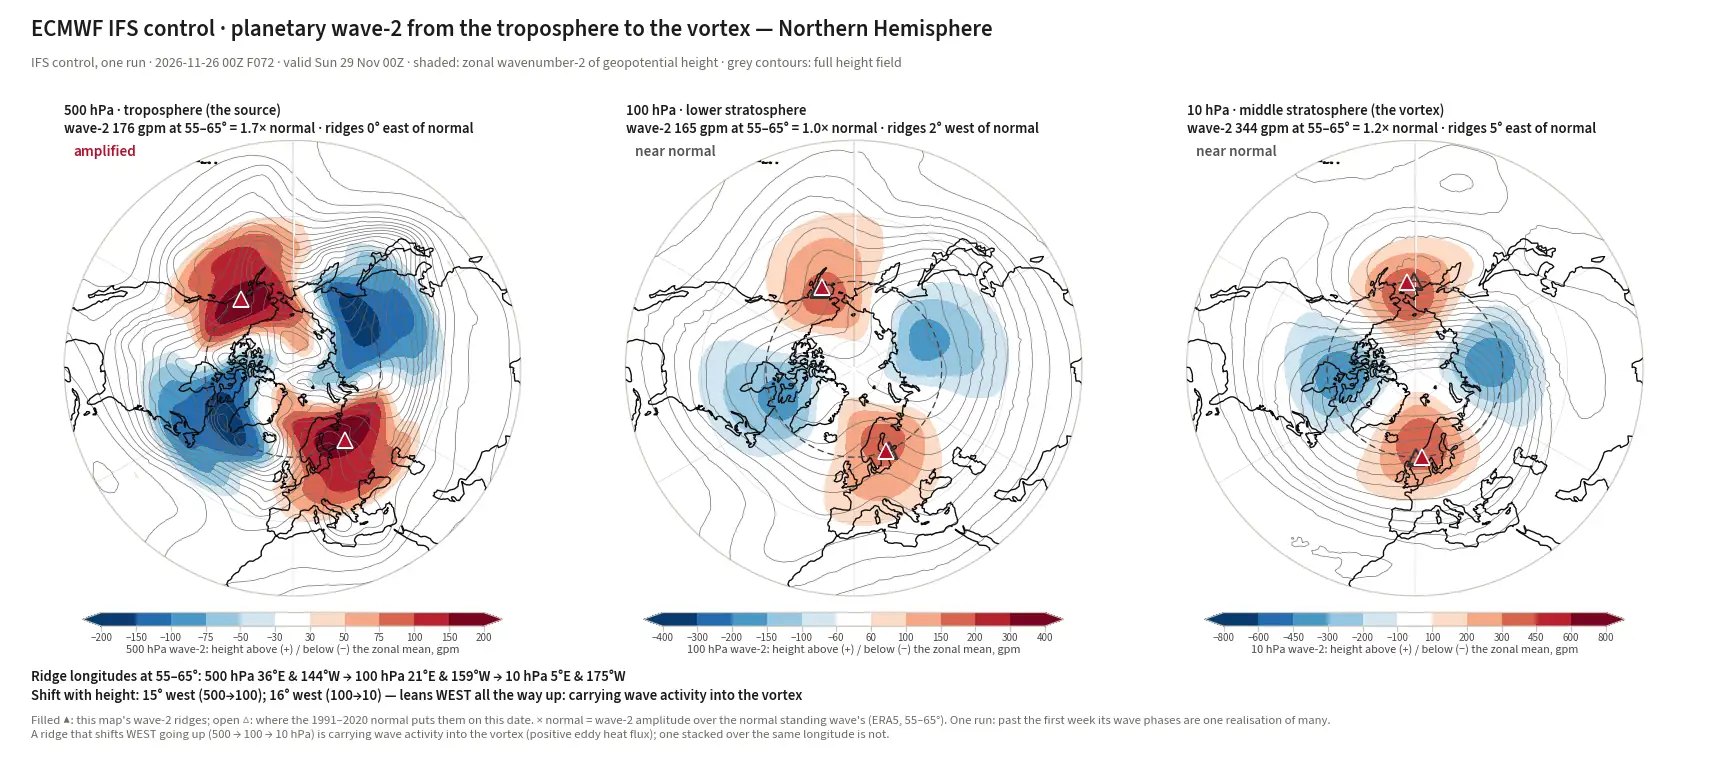 ECMWF IFS control · planetary wave-2 from the troposphere to the vortex — Northern Hemisphere
IFS control, one run · 2026-11-26 00Z F072 · valid Sun 29 Nov 00Z · shaded: zonal wavenumber-2 of geopotential height · grey contours: full height field
500 hPa · troposphere (the source)
wave-2 176 gpm at 55–65° = 1.7× normal · ridges 0° east of normal
amplified
100 hPa · lower stratosphere
wave-2 165 gpm at 55–65° = 1.0× normal · ridges 2° west of normal
near normal
10 hPa · middle stratosphere (the vortex)
wave-2 344 gpm at 55–65° = 1.2× normal · ridges 5° east of normal
near normal
−200 −150 −100 −75 −50 −30 30 50 75 100 150 200
500 hPa wave-2: height above (+) / below (−) the zonal mean, gpm
−400 −300 −200 −150 −100 −60 60 100 150 200 300 400
100 hPa wave-2: height above (+) / below (−) the zonal mean, gpm
−800 −600 −450 −300 −200 −100 100 200 300 450 600 800
10 hPa wave-2: height above (+) / below (−) the zonal mean, gpm
Ridge longitudes at 55–65°: 500 hPa 36°E & 144°W → 100 hPa 21°E & 159°W → 10 hPa 5°E & 175°W
Shift with height: 15° west (500→100); 16° west (100→10) — leans WEST all the way up: carrying wave activity into the vortex
Filled ▲: this map's wave-2 ridges; open △: where the 1991–2020 normal puts them on this date. × normal = wave-2 amplitude over the normal standing wave's (ERA5, 55–65°). One run: past the first week its wave phases are one realisation of many.
A ridge that shifts WEST going up (500 → 100 → 10 hPa) is carrying wave activity into the vortex (positive eddy heat flux); one stacked over the same longitude is not.